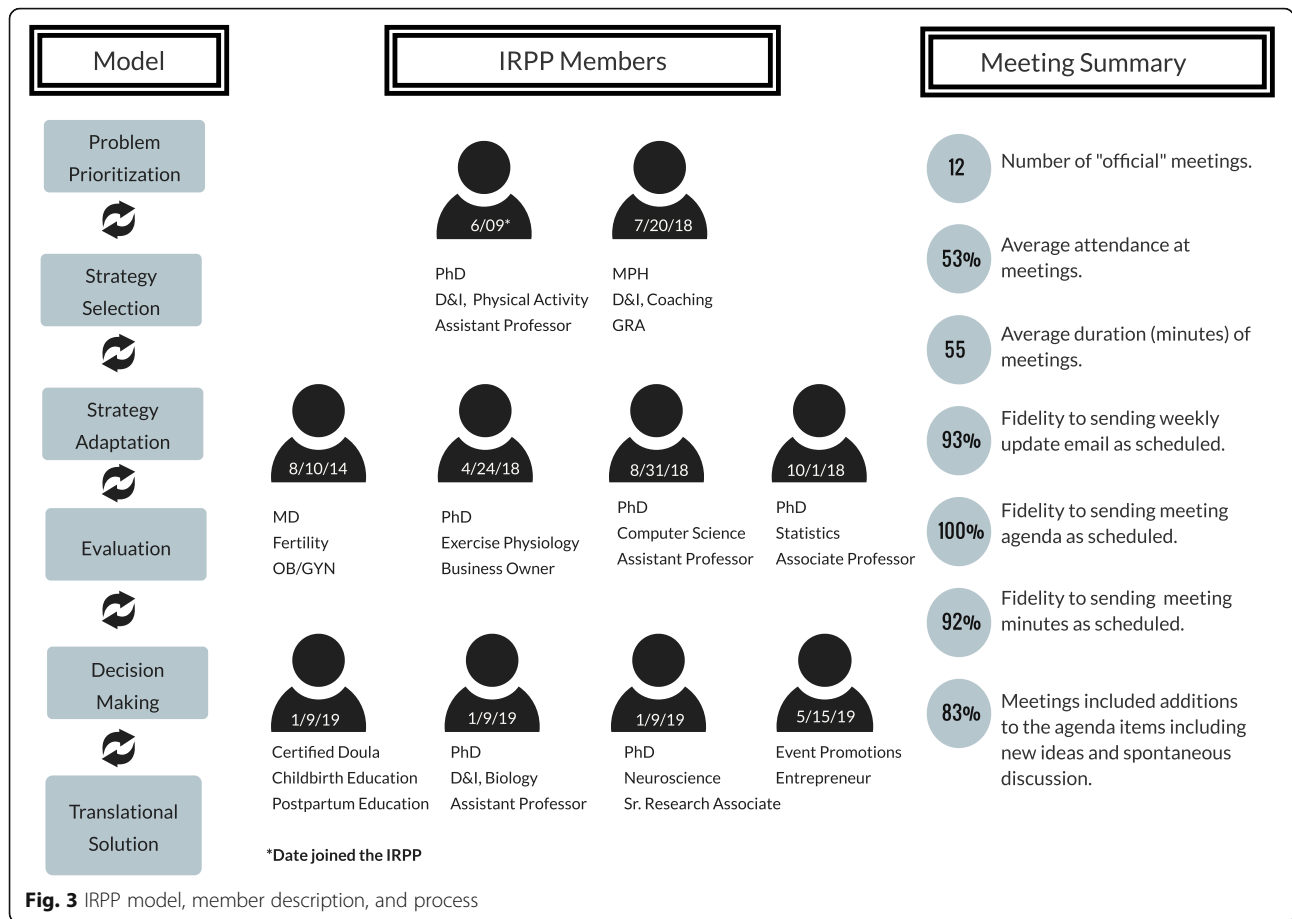 Model
Problem
Prioritization
Strategy
Selection
Strategy
Adaptation
Evaluation
Decision
Making
Translational
Solution
IRPP Members
6/09*
PhD
D&I, Physical Activity
Assistant Professor
7/20/18
MPH
D&I, Coaching
GRA
8/10/14
MD
Fertility
OB/GYN
4/24/18
PhD
Exercise Physiology
Business Owner
8/31/18
PhD
Computer Science
Assistant Professor
10/1/18
PhD
Statistics
Associate Professor
1/9/19
Certified Doula
Childbirth Education
Postpartum Education
1/9/19
PhD
D&I, Biology
Assistant Professor
1/9/19
PhD
Neuroscience
Sr. Research Associate
5/15/19
Event Promotions
Entrepreneur
*Date joined the IRPP
Meeting Summary
12
Number of "official" meetings.
53%
Average attendance at
meetings.
55
Average duration (minutes) of
meetings.
93%
Fidelity to sending weekly
update email as scheduled.
100%
Fidelity to sending meeting
agenda as scheduled.
92%
Fidelity to sending meeting
minutes as scheduled.
83%
Meetings included additions
to the agenda items including
new ideas and spontaneous
discussion.
Fig. 3 IRPP model, member description, and process